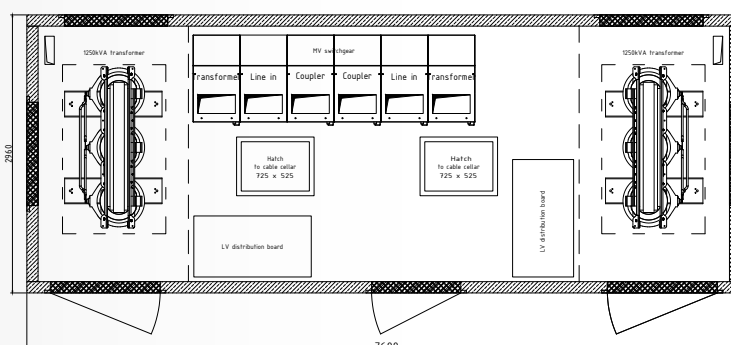 1250kVA transformer
MV switchgear
1250kVA transformer
Transformer
Line in
Coupler
Coupler
Line in
Transformer
2960
Hatch
to cable cellar
725 x 525
Hatch
to cable cellar
725 x 525
LV distribution board
LV distribution board